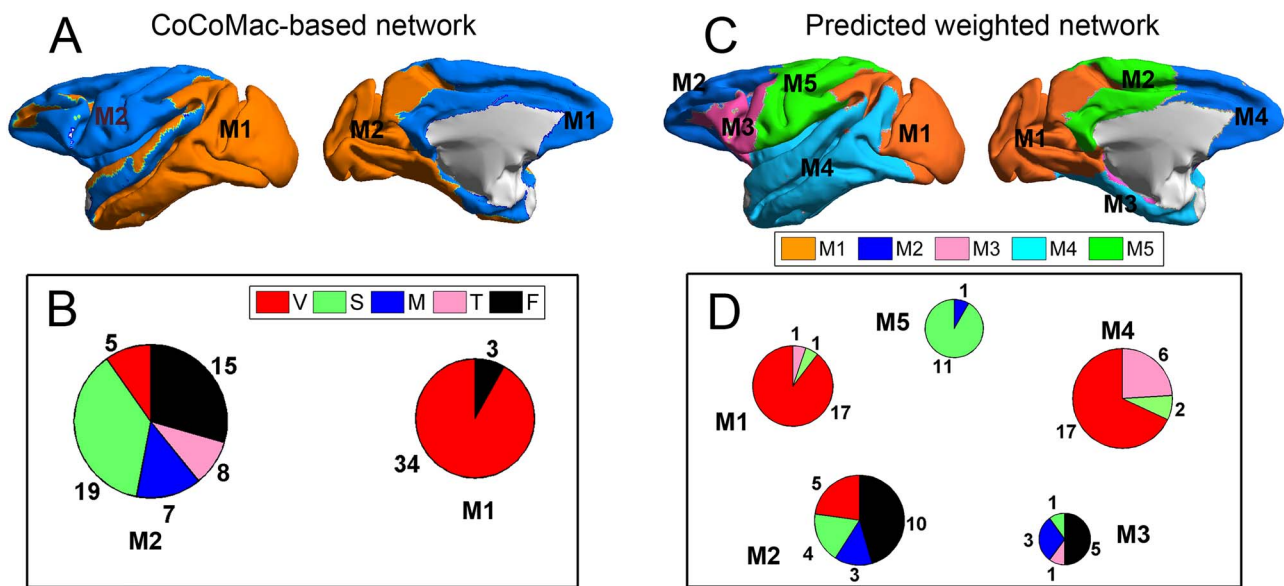 A
CoCoMac-based network
M2
M1
M2
M1
C
Predicted weighted network
M2
M5
M3
M4
M1
M2
M4
M1
M3
M1 M2 M3 M4 M5
B
V S M T F
5
15
19
8
7
M2
3
34
M1
D
1
M5
11
1 1
17
M1
M4
6
2
17
5
10
4
3
M2
1
3
5
1
M3